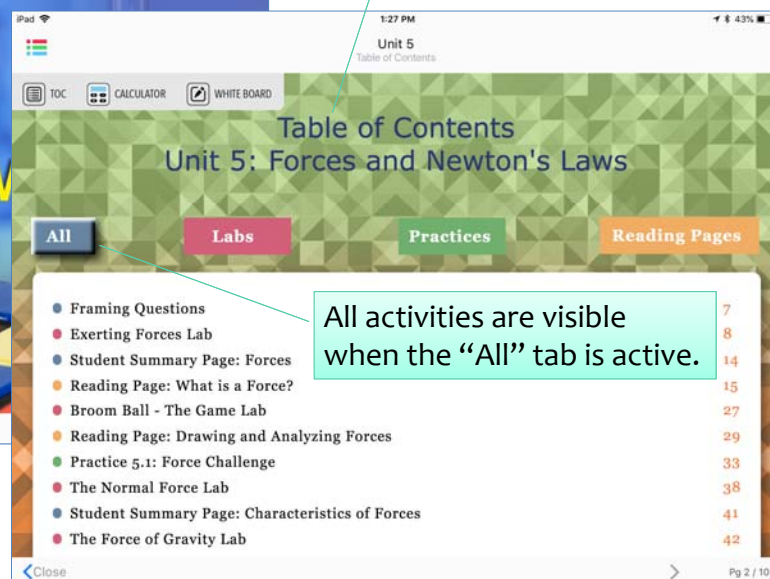 iPad
1:27 PM
43%
Unit 5
Table of Contents
TOC
CALCULATOR
WHITE BOARD
Table of Contents
Unit 5: Forces and Newton's Laws
All
Labs
Practices
Reading Pages
Framing Questions 7
Exerting Forces Lab 8
Student Summary Page: Forces 14
Reading Page: What is a Force? 15
Broom Ball - The Game Lab 27
Reading Page: Drawing and Analyzing Forces 29
Practice 5.1: Force Challenge 33
The Normal Force Lab 38
Student Summary Page: Characteristics of Forces 41
The Force of Gravity Lab 42
All activities are visible
when the “All” tab is active.
Close
Pg 2 / 10